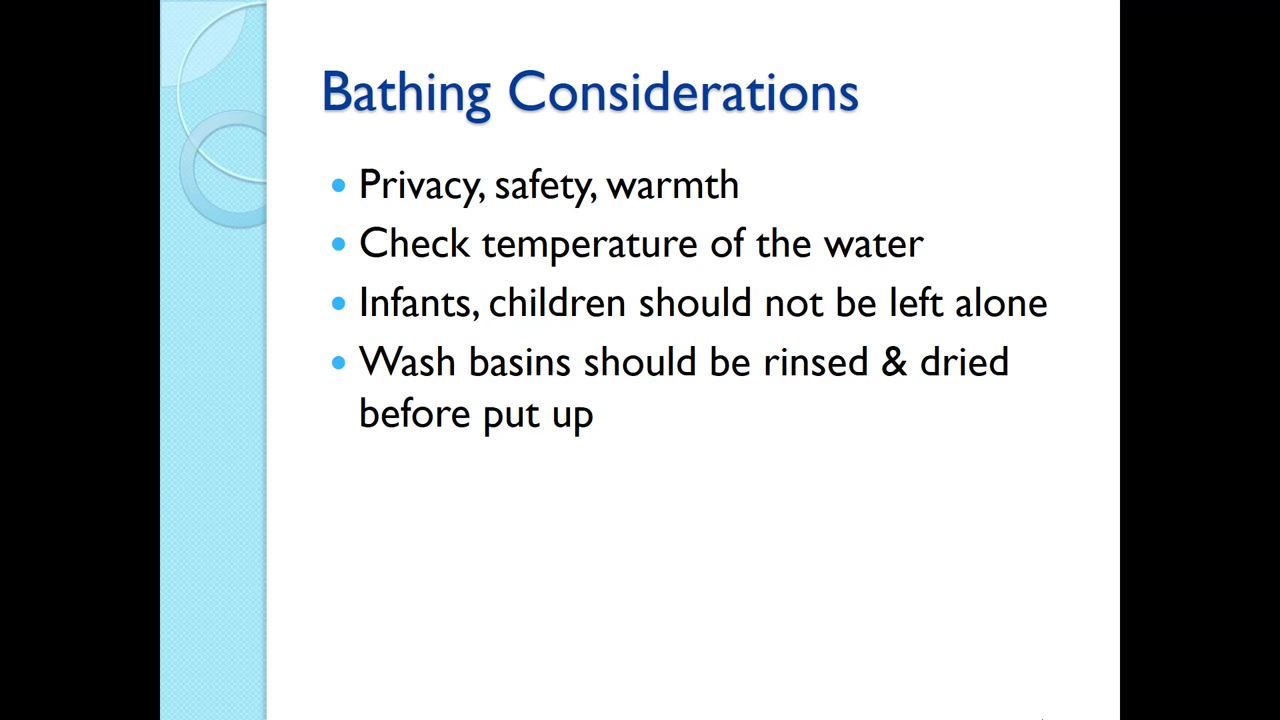 Bathing Considerations
• Privacy, safety, warmth
• Check temperature of the water
• Infants, children should not be left alone
• Wash basins should be rinsed & dried
before put up